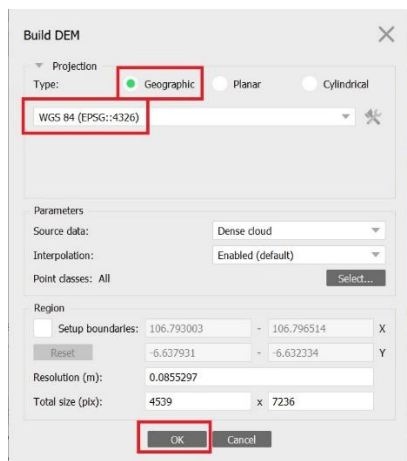 Build DEM
Projection
Type: Geographic Planar Cylindrical
WGS 84 (EPSG::4326)
Parameters
Source data: Dense cloud
Interpolation: Enabled (default)
Point classes: All Select...
Region
Setup boundaries: 106.793003 - 106.796514 X
Reset -6.637931 - -6.632334 Y
Resolution (m): 0.0855297
Total size (pix): 4539 x 7236
OK Cancel